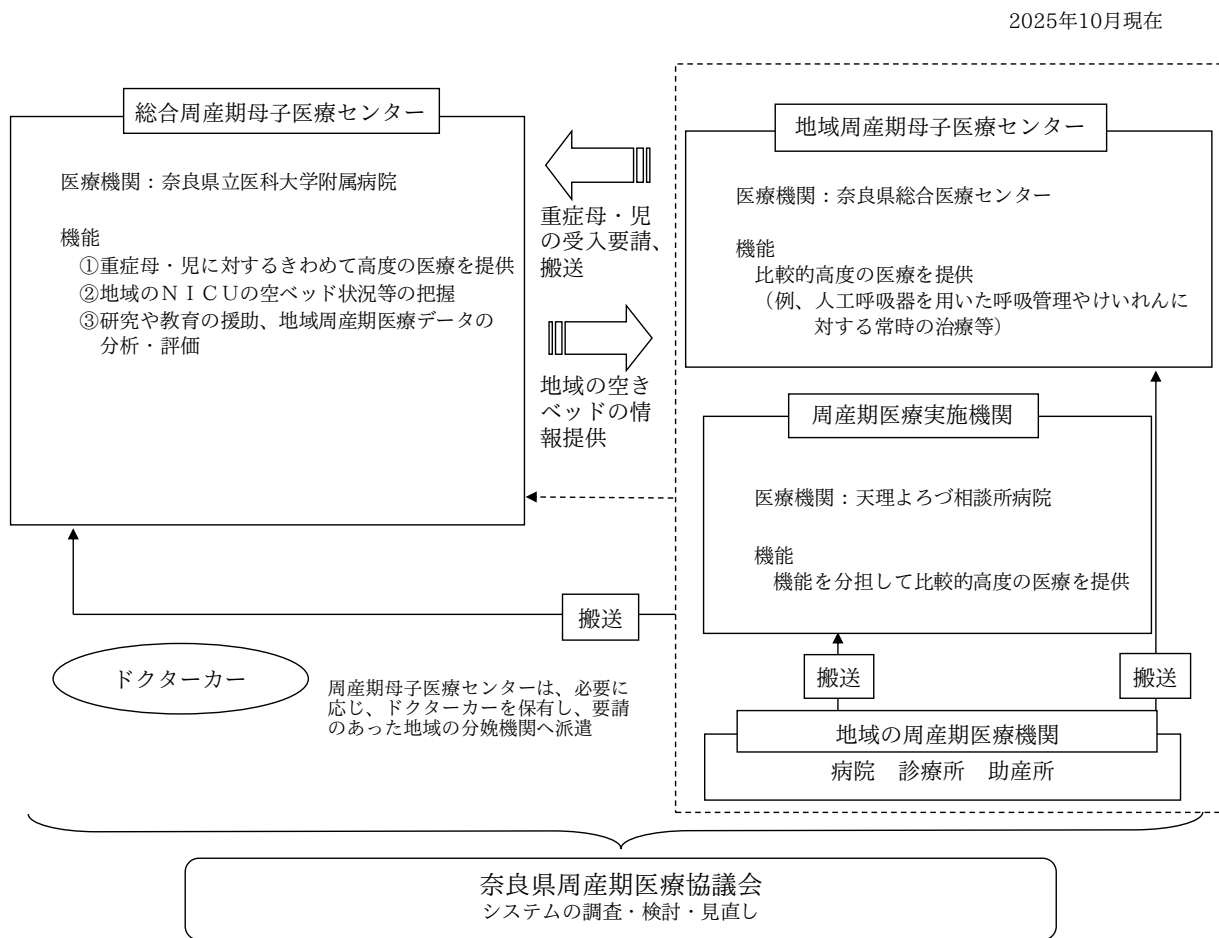 2025年10月現在
総合周産期母子医療センター
医療機関：奈良県立医科大学附属病院
機能
①重症母・児に対するきわめて高度の医療を提供
②地域のＮＩＣＵの空ベッド状況等の把握
③研究や教育の援助、地域周産期医療データの
分析・評価
重症母・児
の受入要請、
搬送
地域の空き
ベッドの情
報提供
地域周産期母子医療センター
医療機関：奈良県総合医療センター
機能
比較的高度の医療を提供
（例、人工呼吸器を用いた呼吸管理やけいれんに
対する常時の治療等）
周産期医療実施機関
医療機関：天理よろづ相談所病院
機能
機能を分担して比較的高度の医療を提供
搬送
搬送
搬送
地域の周産期医療機関
病院　診療所　助産所
ドクターカー
周産期母子医療センターは、必要に
応じ、ドクターカーを保有し、要請
のあった地域の分娩機関へ派遣
奈良県周産期医療協議会
システムの調査・検討・見直し